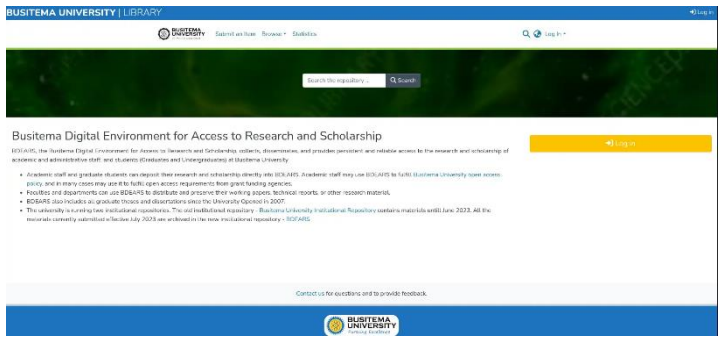 BUSITEMA UNIVERSITY | LIBRARY
Log in
BUSITEMA UNIVERSITY
Submit an Item Browse Statistics
Log In
Search the repository ...
Search
Busitema Digital Environment for Access to Research and Scholarship
BDEARS, the Busitema Digital Environment for Access to Research and Scholarship, collects, disseminates, and provides persistent and reliable access to the research and scholarship of
academic and administrative staff, and students (Graduates and Undergraduates) at Busitema University
Log in
Academic staff and graduate students can deposit their research and scholarship directly into BDEARS. Academic staff may use BDEARS to fulfil Busitema University open access
policy, and in many cases may use it to fulfil open access requirements from grant funding agencies.
Faculties and departments can use BDEARS to distribute and preserve their working papers, technical reports, or other research material.
BDEARS also includes all graduate theses and dissertations since the University Opened in 2007.
The university is running two institutional repositories. The old institutional repository - Busitema University Institutional Repository contains materials until June 2023. All the
materials currently submitted effective July 2023 are archived in the new institutional repository - BDEARS
Contact us for questions and to provide feedback.
BUSITEMA
UNIVERSITY
Pursuing Excellence